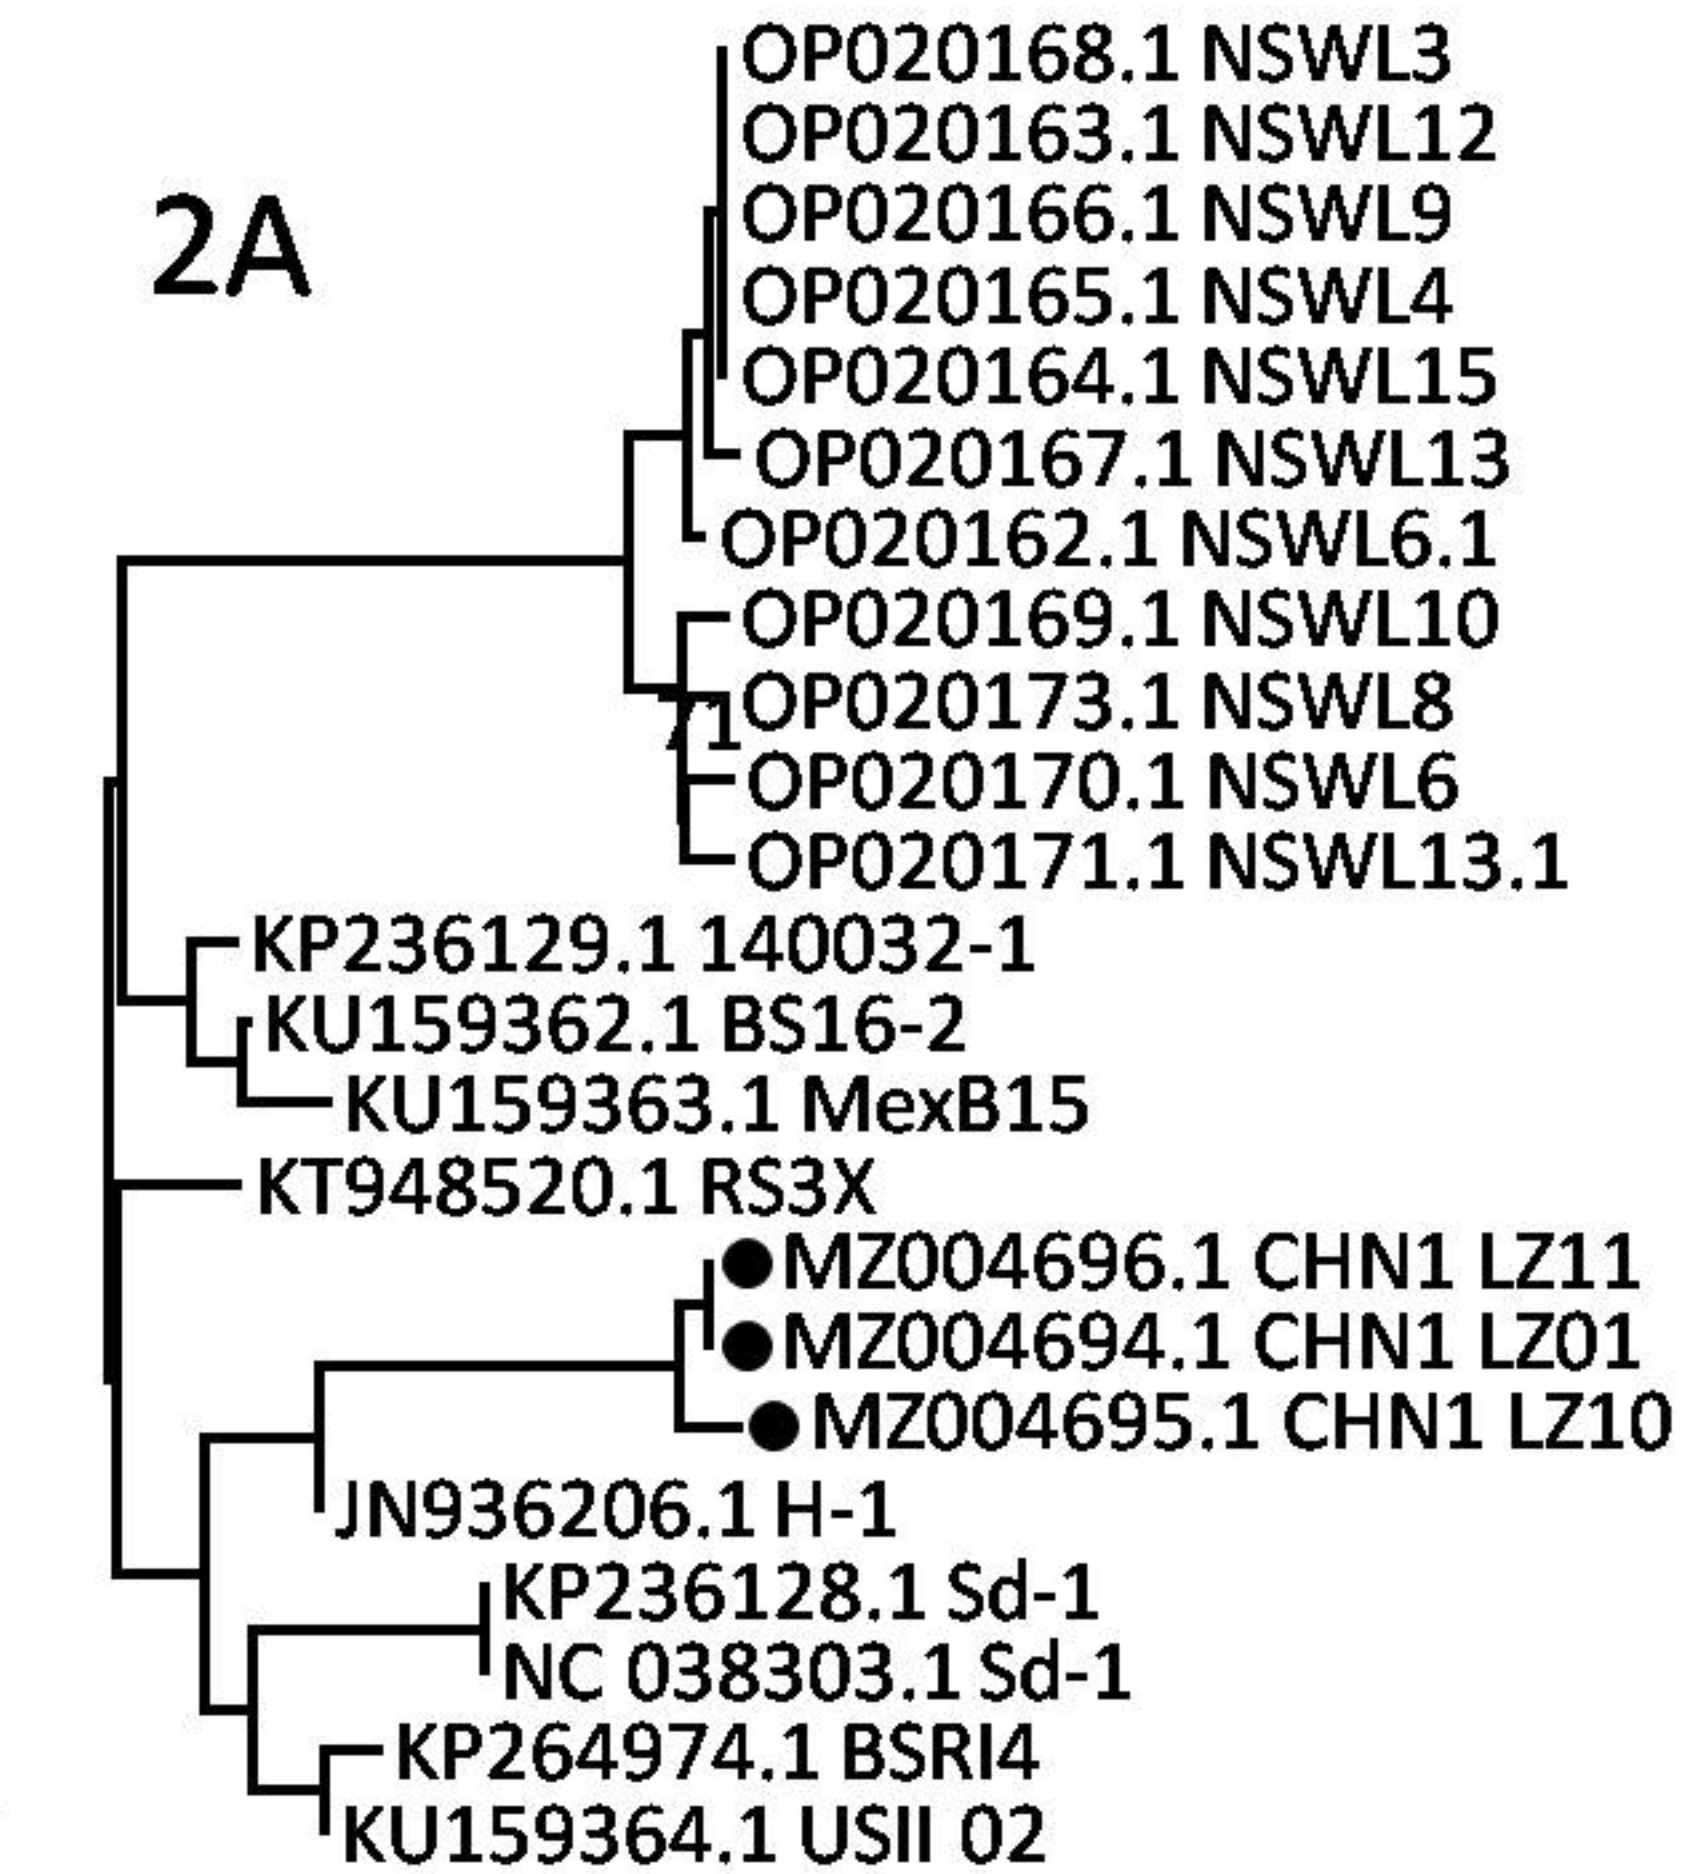 OP020168.1 NSWL3
OP020163.1 NSWL12
2A
OP020166.1 NSWL9
OP020165.1 NSWL4
OP020164.1 NSWL15
OP020167.1 NSWL13
OP020162.1 NSWL6.1
OP020169.1 NSWL10
OP020173.1 NSWL8
OP020170.1 NSWL6
OP020171.1 NSWL13.1
KP236129.1 140032-1
KU159362.1 BS16-2
KU159363.1 MexB15
KT948520.1 RS3X
MZ004696.1 CHN1 LZ11
MZ004694.1 CHN1 LZ01
MZ004695.1 CHN1 LZ10
JN936206.1 H-1
KP236128.1 Sd-1
NC 038303.1 Sd-1
KP264974.1 BSRI4
KU159364.1 USII 02